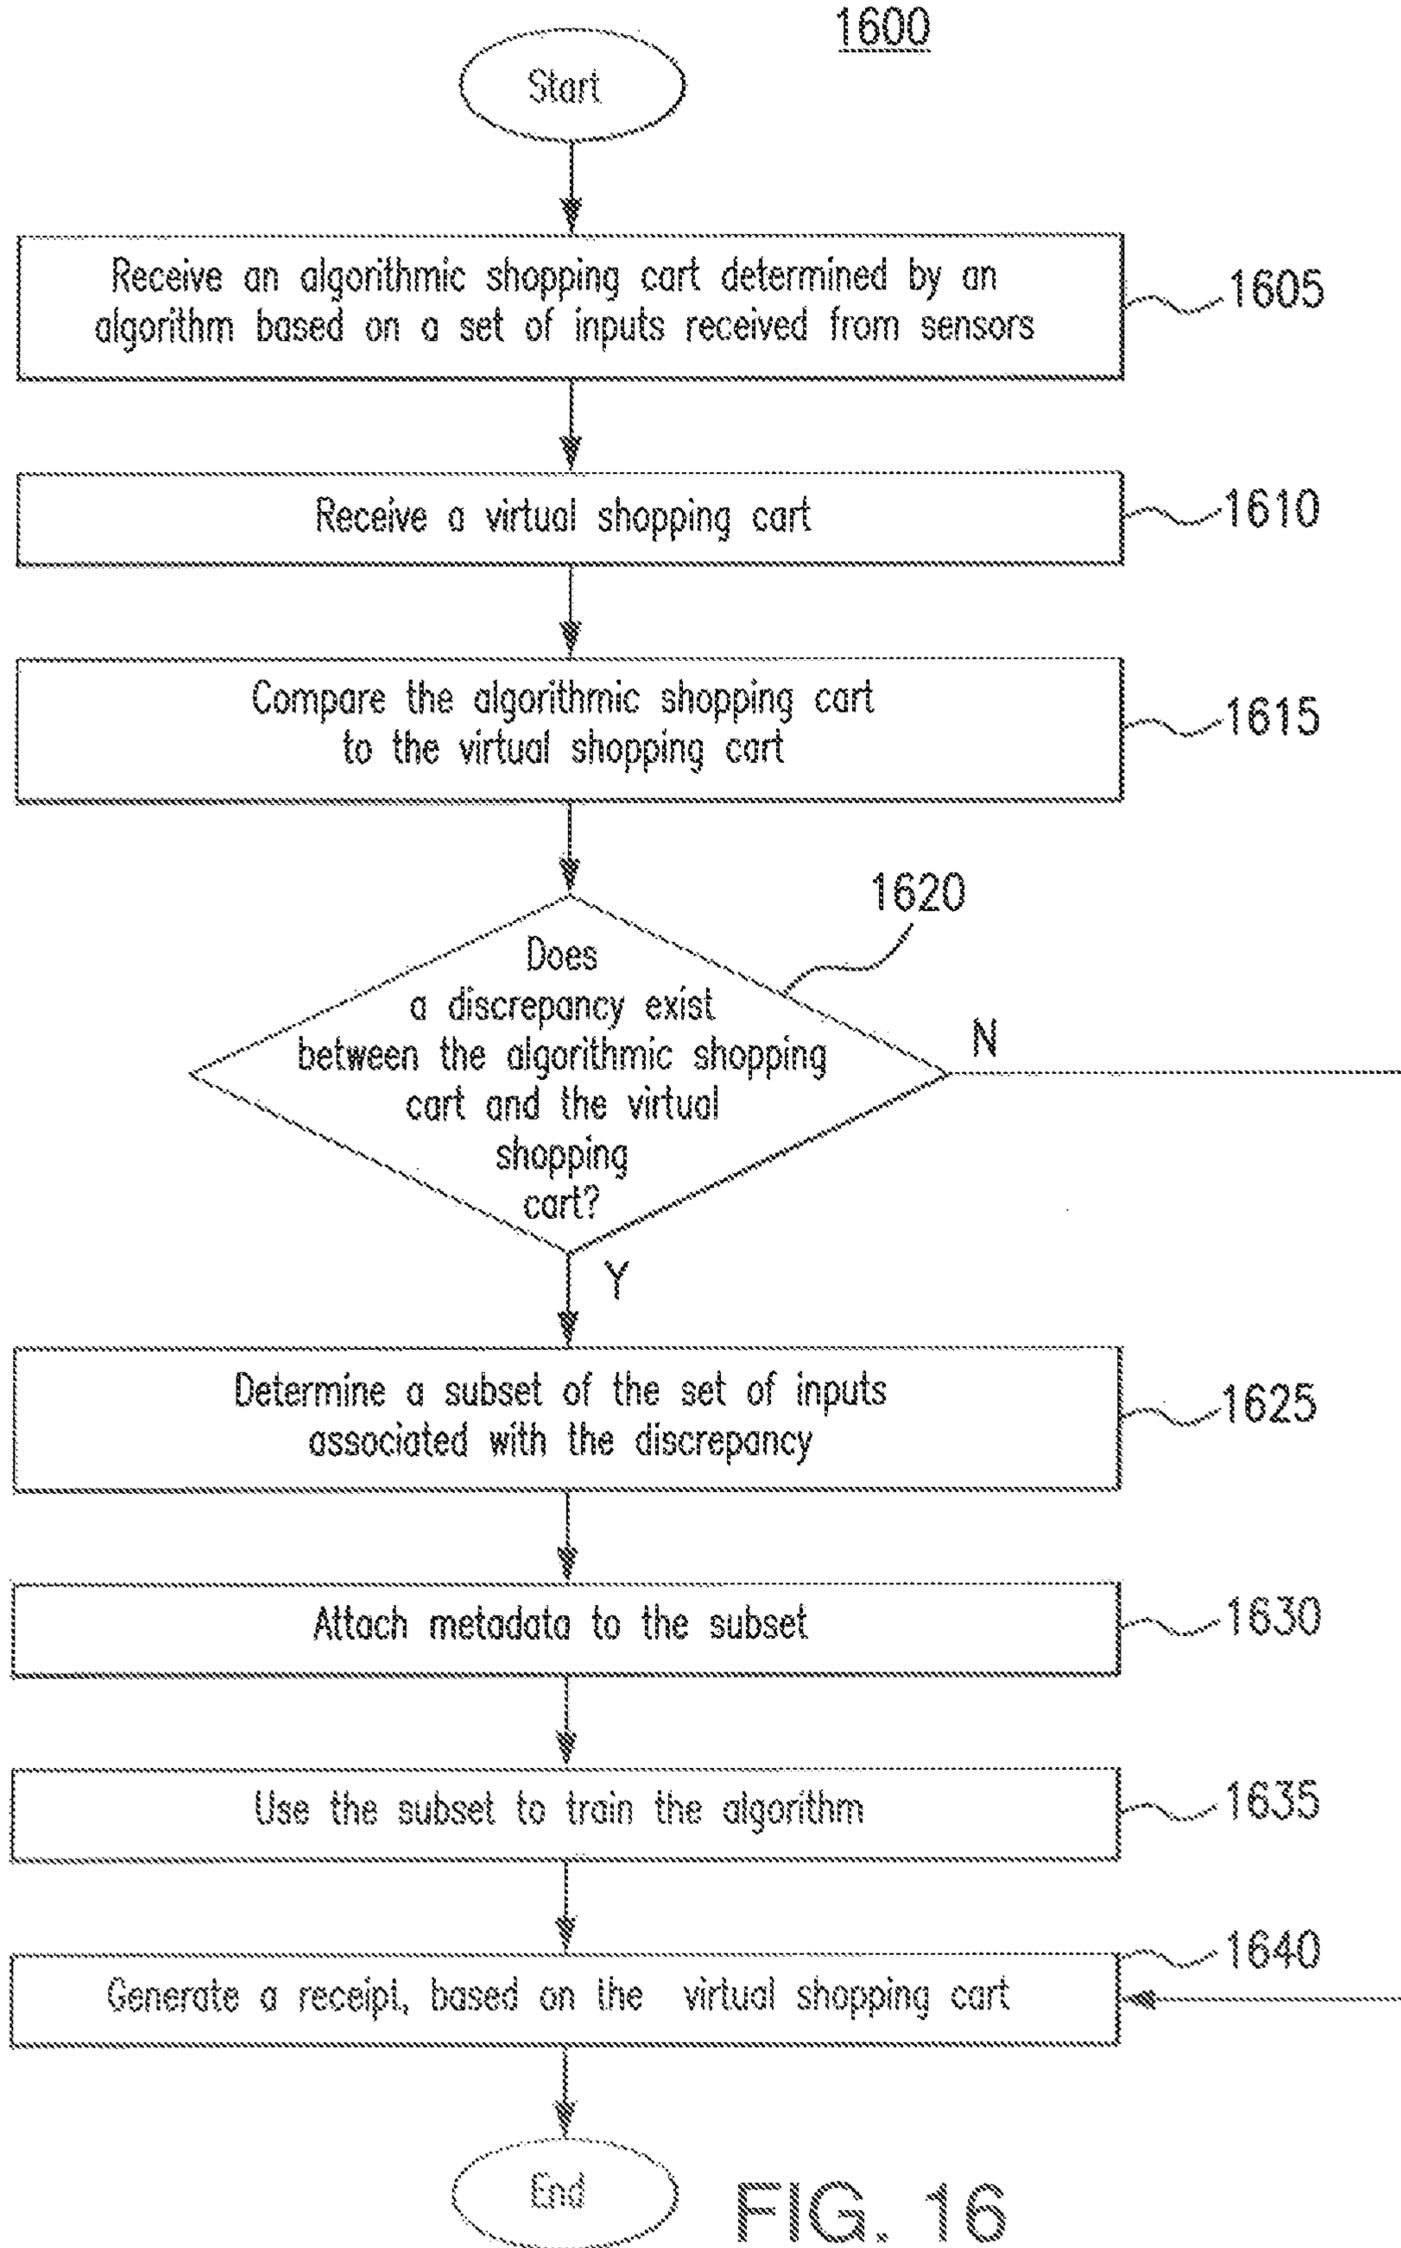 1600
Start
Receive an algorithmic shopping cart determined by an
algorithm based on a set of inputs received from sensors
1605
Receive a virtual shopping cart
1610
Compare the algorithmic shopping cart
to the virtual shopping cart
1615
1620
Does
a discrepancy exist
between the algorithmic shopping
cart and the virtual
shopping
cart?
N
Y
Determine a subset of the set of inputs
associated with the discrepancy
1625
Attach metadata to the subset
1630
Use the subset to train the algorithm
1635
1640
Generate a receipt, based on the virtual shopping cart
End
FIG. 16